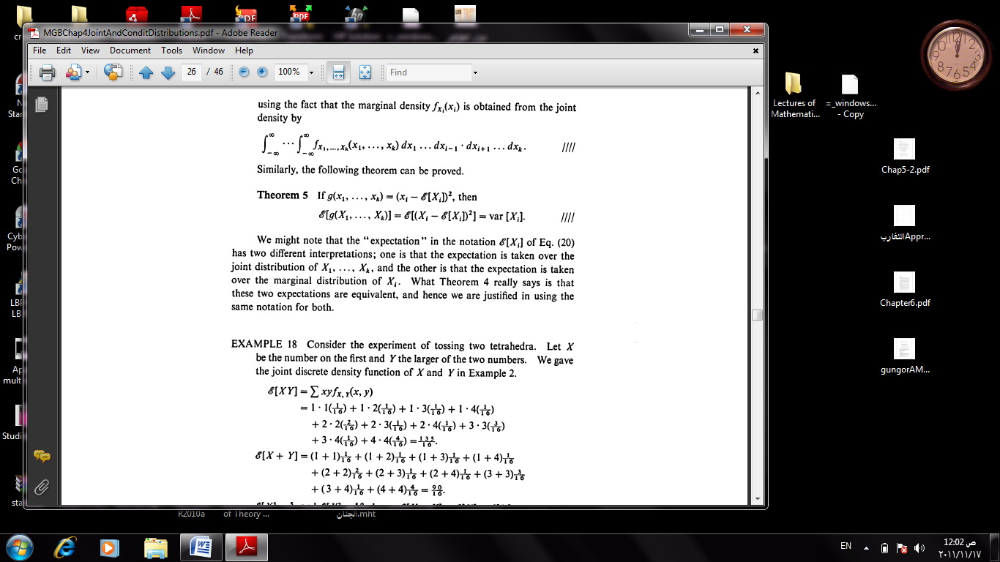 MGBChap4JointAndConditDistributions.pdf - Adobe Reader
File Edit View Document Tools Window Help
26 / 46 100% Find
using the fact that the marginal density f_{X_i}(x_i) is obtained from the joint
density by
∫_{-∞}^{∞} ⋯ ∫_{-∞}^{∞} f_{X_1,...,X_k}(x_1, ..., x_k) dx_1 ... dx_{i-1} · dx_{i+1} ... dx_k. ////
Similarly, the following theorem can be proved.
Theorem 5 If g(x_1, ..., x_k) = (x_i − ℰ[X_i])², then
ℰ[g(X_1, ..., X_k)] = ℰ[(X_i − ℰ[X_i])²] = var [X_i]. ////
We might note that the “expectation” in the notation ℰ[X_i] of Eq. (20)
has two different interpretations; one is that the expectation is taken over the
joint distribution of X_1, ..., X_k, and the other is that the expectation is taken
over the marginal distribution of X_i. What Theorem 4 really says is that
these two expectations are equivalent, and hence we are justified in using the
same notation for both.
EXAMPLE 18 Consider the experiment of tossing two tetrahedra. Let X
be the number on the first and Y the larger of the two numbers. We gave
the joint discrete density function of X and Y in Example 2.
ℰ[XY] = ∑ xyf_{X,Y}(x, y)
= 1 · 1(1/16) + 1 · 2(1/16) + 1 · 3(1/16) + 1 · 4(1/16)
+ 2 · 2(2/16) + 2 · 3(1/16) + 2 · 4(1/16) + 3 · 3(3/16)
+ 3 · 4(1/16) + 4 · 4(4/16) = 135/16.
ℰ[X + Y] = (1 + 1)1/16 + (1 + 2)1/16 + (1 + 3)1/16 + (1 + 4)1/16
+ (2 + 2)2/16 + (2 + 3)1/16 + (2 + 4)1/16 + (3 + 3)3/16
+ (3 + 4)1/16 + (4 + 4)4/16 = 90/16.
Lectures of
Mathemati...
=_windows...
- Copy
Chap5-2.pdf
التقاربAppr...
Chapter6.pdf
gungorAM...
R2010a
of Theory ...
الجنان.mht
EN
12:02 ص
٢٠١١/١١/١٧